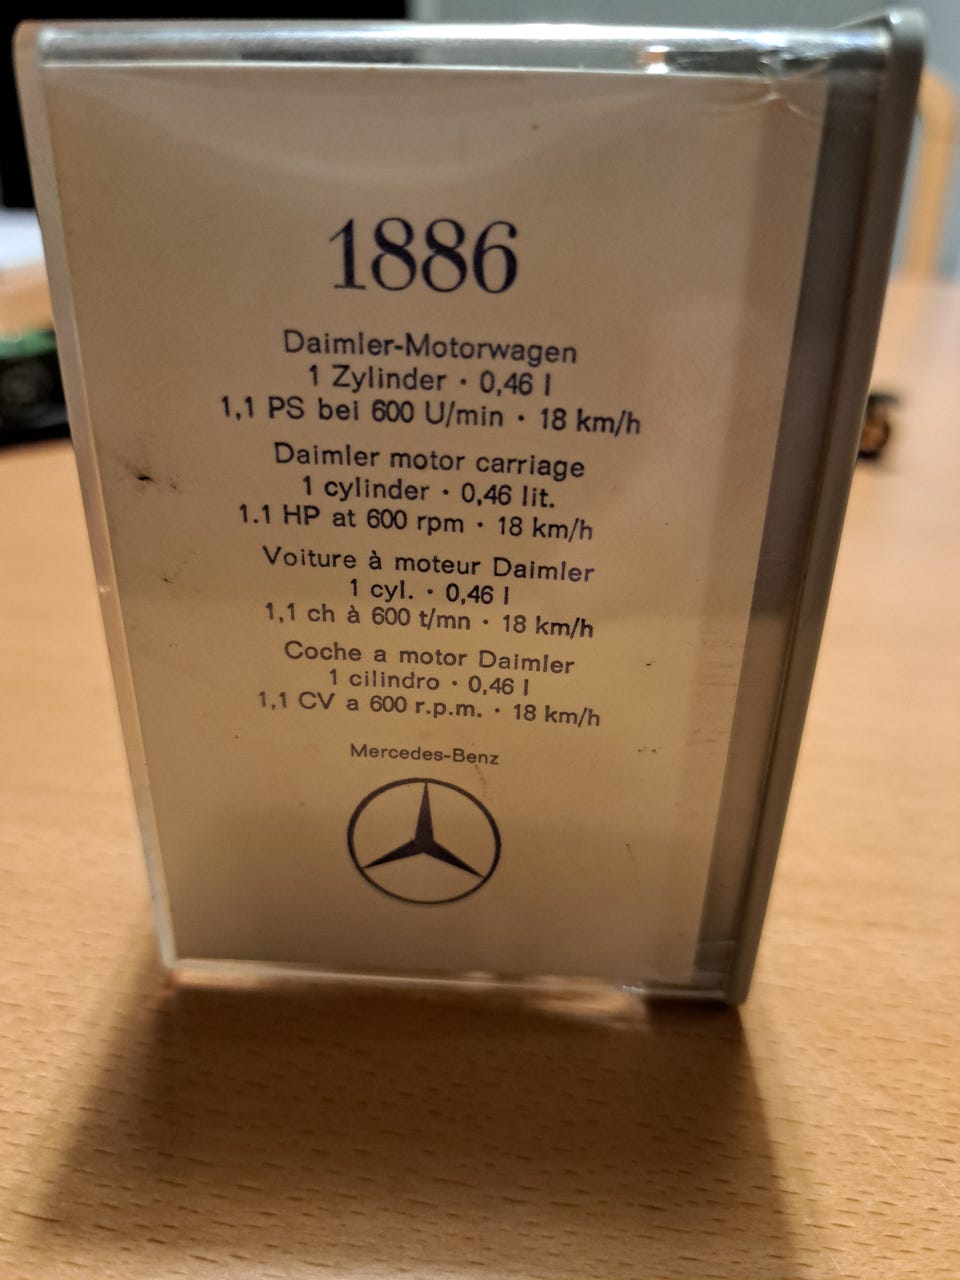 1886
Daimler-Motorwagen
1 Zylinder · 0,46 l
1,1 PS bei 600 U/min · 18 km/h
Daimler motor carriage
1 cylinder · 0,46 lit.
1.1 HP at 600 rpm · 18 km/h
Voiture à moteur Daimler
1 cyl. · 0,46 l
1,1 ch à 600 t/mn · 18 km/h
Coche a motor Daimler
1 cilindro · 0,46 l
1,1 CV a 600 r.p.m. · 18 km/h
Mercedes-Benz